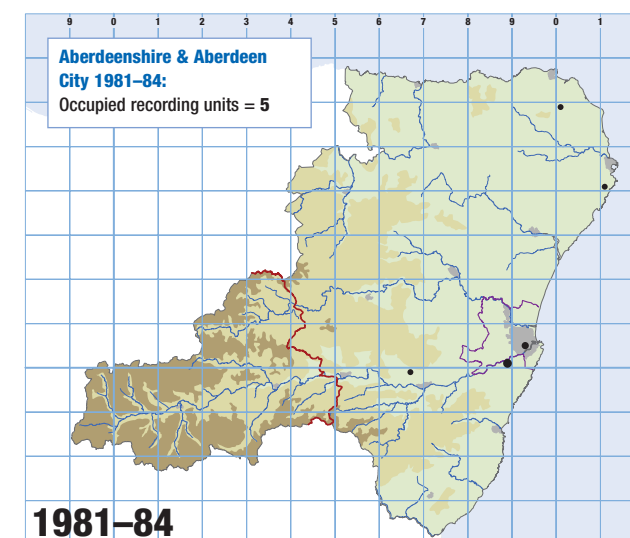 9 0 1 2 3 4 5 6 7 8 9 0 1
Aberdeenshire & Aberdeen
City 1981–84:
Occupied recording units = 5
1981–84